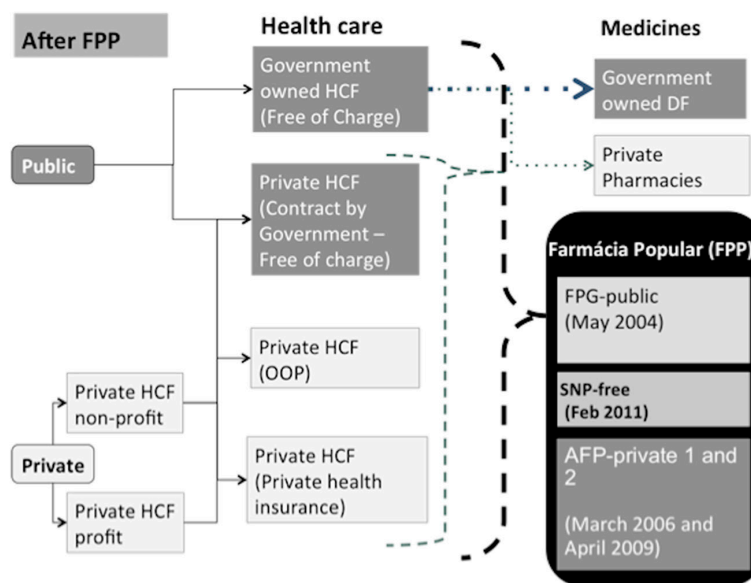 After FPP
Health care
Medicines
Public
Government
owned HCF
(Free of Charge)
Private HCF
(Contract by
Government –
Free of charge)
Private HCF
(OOP)
Private HCF
(Private health
insurance)
Private HCF
non-profit
Private
Private HCF
profit
Government
owned DF
Private
Pharmacies
Farmácia Popular (FPP)
FPG-public
(May 2004)
SNP-free
(Feb 2011)
AFP-private 1 and
2
(March 2006 and
April 2009)